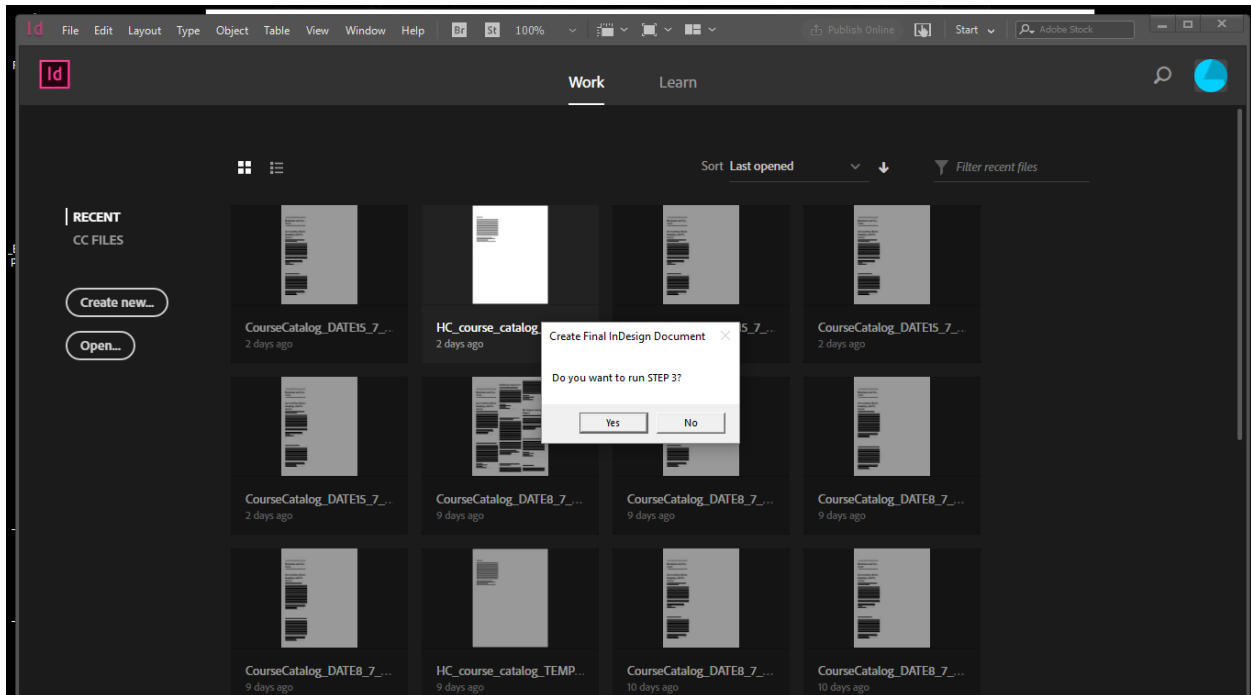 Id File Edit Layout Type Object Table View Window Help Br St 100% Publish Online Start Adobe Stock
Id
Work Learn
Sort Last opened Filter recent files
RECENT
CC FILES
Create new...
Open...
CourseCatalog_DATE15_7_... HC_course_catalog_ 15_7_... CourseCatalog_DATE15_7_...
2 days ago 2 days ago 2 days ago
Create Final InDesign Document
Do you want to run STEP 3?
Yes No
CourseCatalog_DATE15_7_... CourseCatalog_DATE8_7_... CourseCatalog_DATE8_7_... CourseCatalog_DATE8_7_...
2 days ago 9 days ago 9 days ago 9 days ago
CourseCatalog_DATE8_7_... HC_course_catalog_TEMP... CourseCatalog_DATE8_7_... CourseCatalog_DATE8_7_...
9 days ago 9 days ago 10 days ago 10 days ago